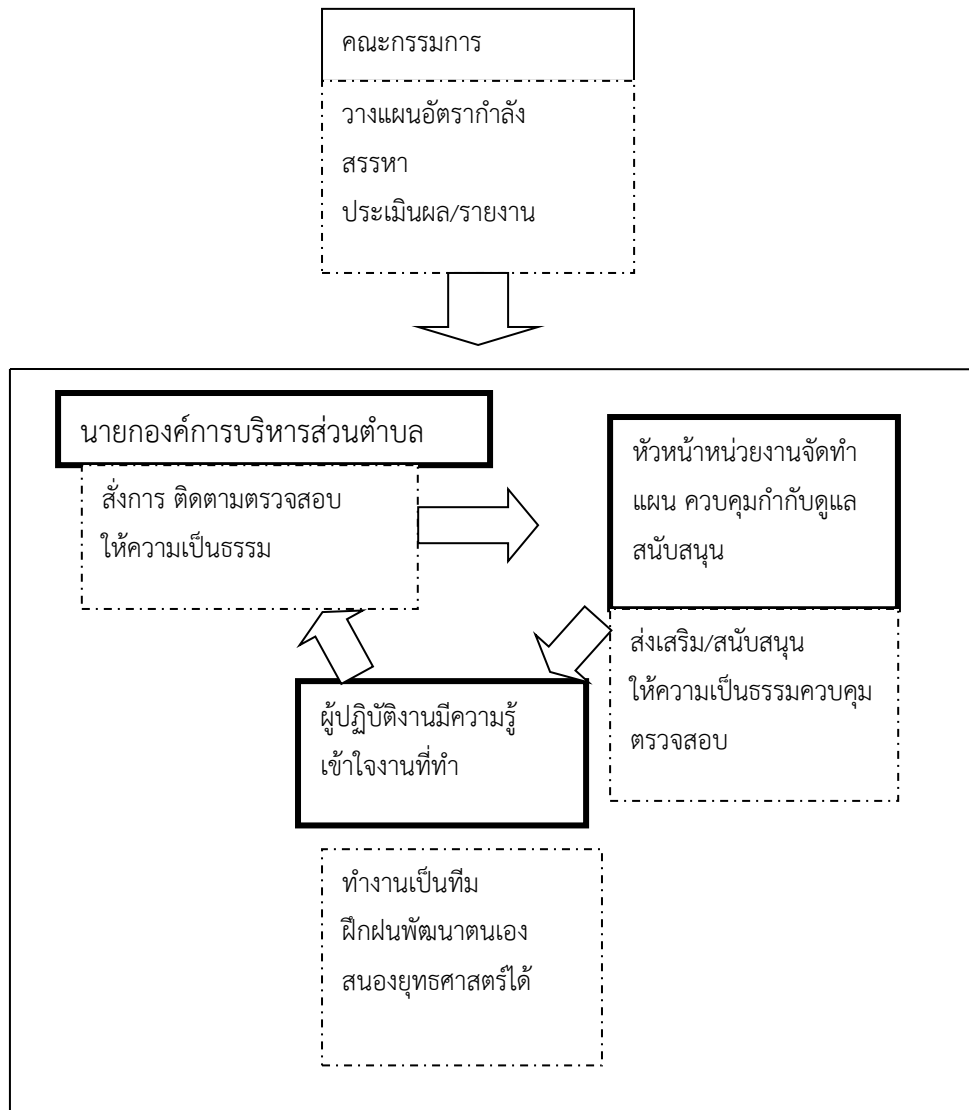 คณะกรรมการ
วางแผนอัตรากำลัง
สรรหา
ประเมินผล/รายงาน
นายกองค์การบริหารส่วนตำบล
สั่งการ ติดตามตรวจสอบ
ให้ความเป็นธรรม
หัวหน้าหน่วยงานจัดทำ
แผน ควบคุมกำกับดูแล
สนับสนุน
ส่งเสริม/สนับสนุน
ให้ความเป็นธรรมควบคุม
ตรวจสอบ
ผู้ปฏิบัติงานมีความรู้
เข้าใจงานที่ทำ
ทำงานเป็นทีม
ฝึกฝนพัฒนาตนเอง
สนองยุทธศาสตร์ได้